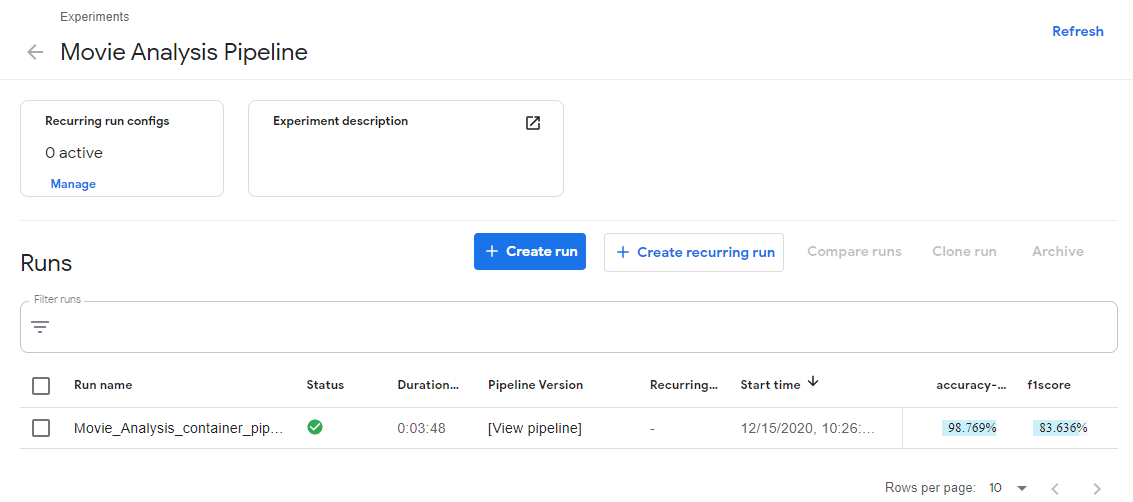 Experiments
Refresh
Movie Analysis Pipeline
Recurring run configs
0 active
Manage
Experiment description
Runs
+ Create run
+ Create recurring run
Compare runs
Clone run
Archive
Filter runs
Run name Status Duration... Pipeline Version Recurring... Start time accuracy-... f1score
Movie_Analysis_container_pip... 0:03:48 [View pipeline] - 12/15/2020, 10:26:... 98.769% 83.636%
Rows per page: 10